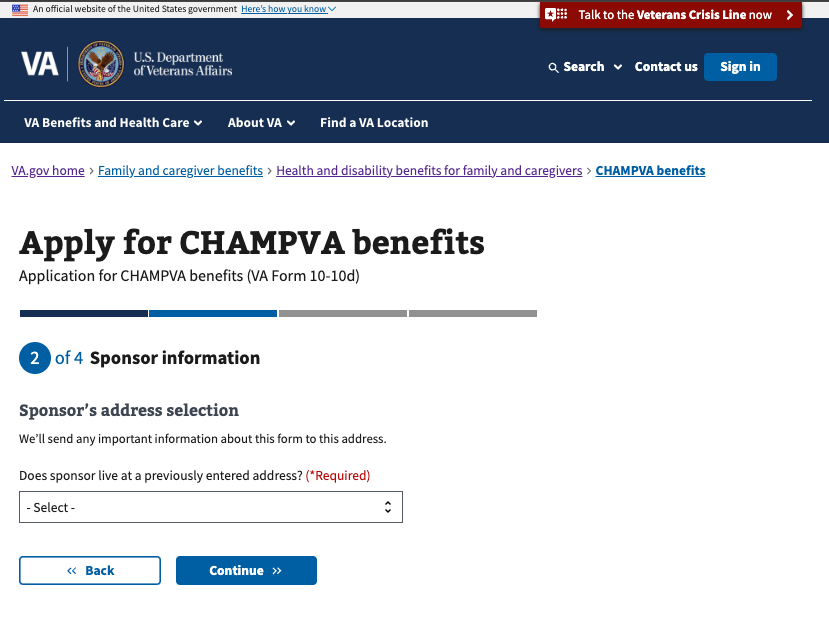 An official website of the United States government Here's how you know
Talk to the Veterans Crisis Line now
VA
U.S. Department
of Veterans Affairs
Search
Contact us
Sign in
VA Benefits and Health Care
About VA
Find a VA Location
VA.gov home › Family and caregiver benefits › Health and disability benefits for family and caregivers › CHAMPVA benefits
Apply for CHAMPVA benefits
Application for CHAMPVA benefits (VA Form 10-10d)
2 of 4 Sponsor information
Sponsor’s address selection
We’ll send any important information about this form to this address.
Does sponsor live at a previously entered address? (*Required)
- Select -
Back
Continue